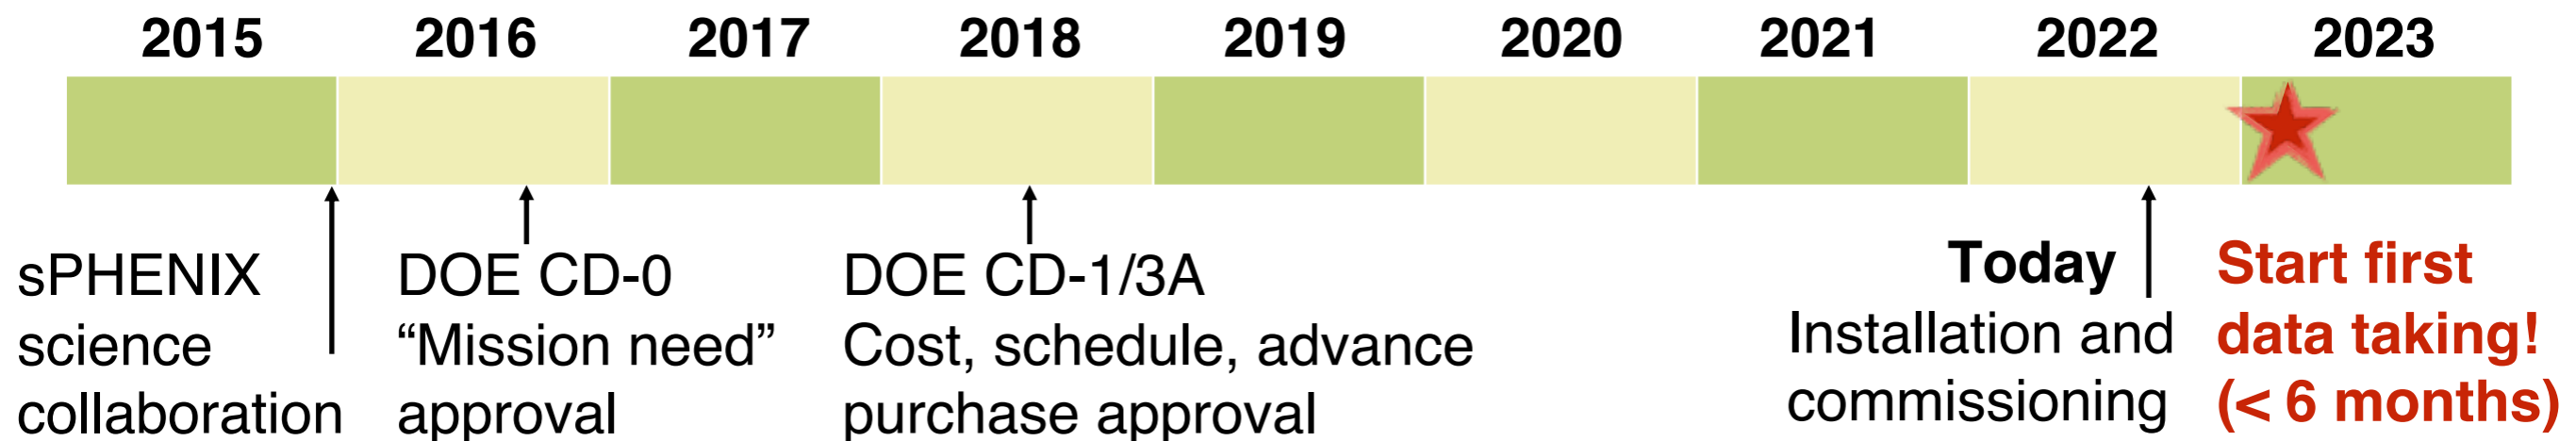 2015 2016 2017 2018 2019 2020 2021 2022 2023
sPHENIX
science
collaboration
DOE CD-0
“Mission need”
approval
DOE CD-1/3A
Cost, schedule, advance
purchase approval
Today
Installation and
commissioning
Start first
data taking!
(< 6 months)